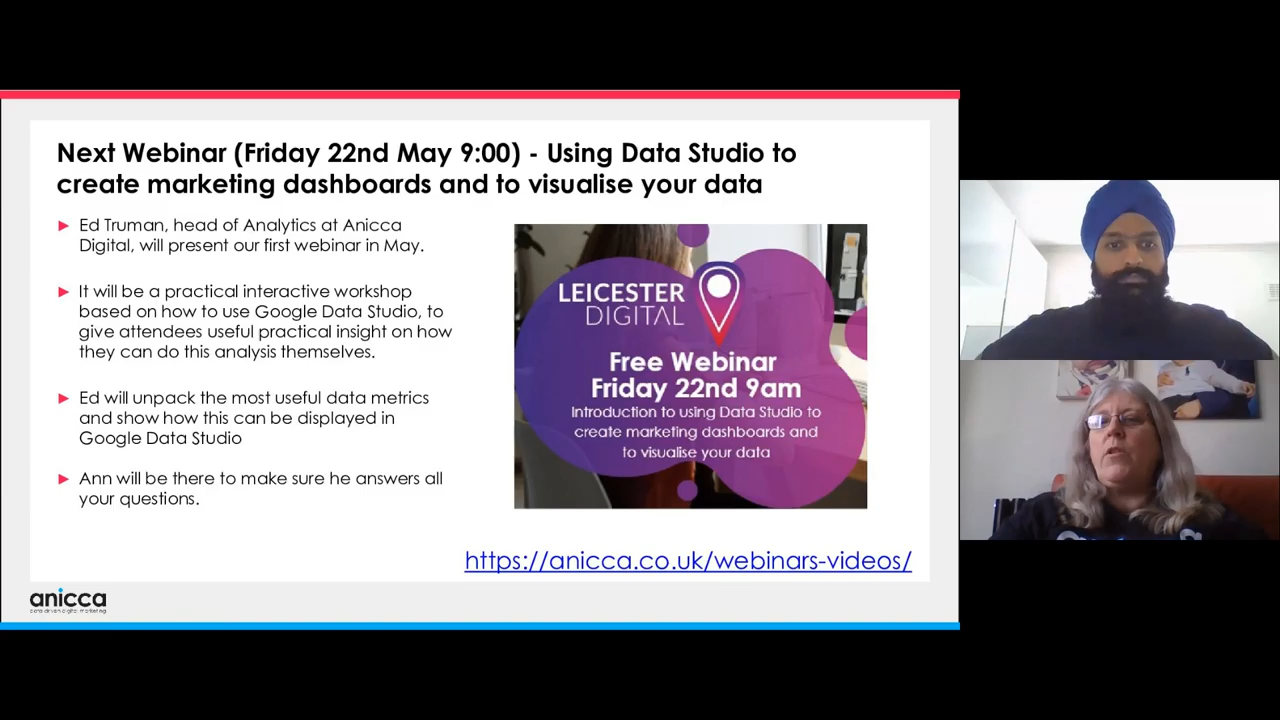 Next Webinar (Friday 22nd May 9:00) - Using Data Studio to
create marketing dashboards and to visualise your data
Ed Truman, head of Analytics at Anicca
Digital, will present our first webinar in May.
It will be a practical interactive workshop
based on how to use Google Data Studio, to
give attendees useful practical insight on how
they can do this analysis themselves.
Ed will unpack the most useful data metrics
and show how this can be displayed in
Google Data Studio
Ann will be there to make sure he answers all
your questions.
LEICESTER
DIGITAL
Free Webinar
Friday 22nd 9am
Introduction to using Data Studio to
create marketing dashboards and
to visualise your data
https://anicca.co.uk/webinars-videos/
anicca
data driven digital marketing